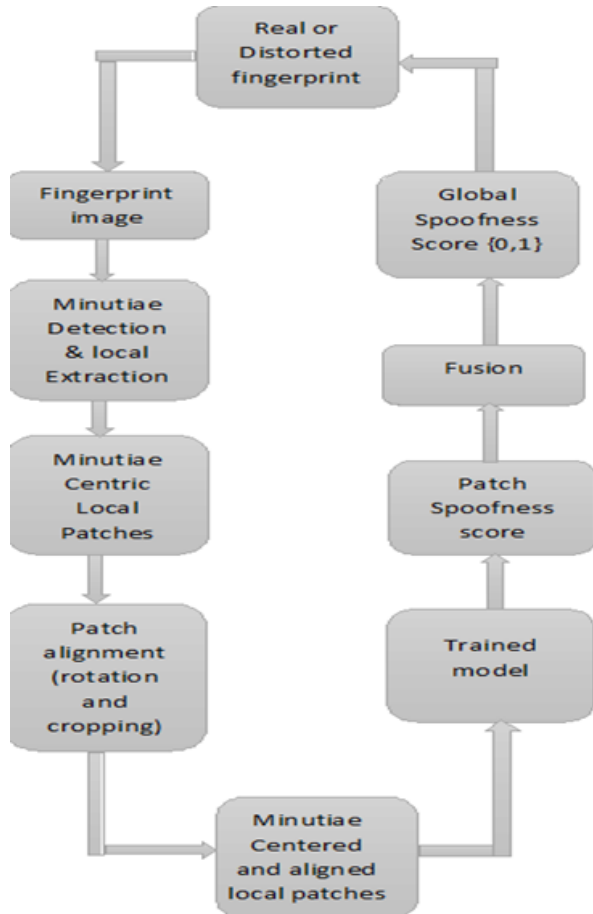 Real or
Distorted
fingerprint
Fingerprint
image
Minutiae
Detection
& local
Extraction
Minutiae
Centric
Local
Patches
Patch
alignment
(rotation
and
cropping)
Minutiae
Centered
and aligned
local patches
Trained
model
Patch
Spoofness
score
Fusion
Global
Spoofness
Score {0,1}